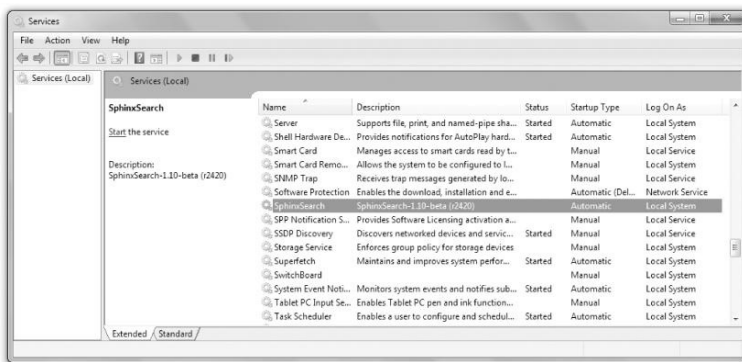 Services
File Action View Help
Services (Local)
Services (Local)
SphinxSearch
Start the service
Description:
SphinxSearch-1.10-beta (r2420)
Name Description Status Startup Type Log On As
Server Supports file, print, and named-pipe sha... Started Automatic Local System
Shell Hardware De... Provides notifications for AutoPlay hard... Started Automatic Local System
Smart Card Manages access to smart cards read by t... Manual Local Service
Smart Card Remo... Allows the system to be configured to l... Manual Local System
SNMP Trap Receives trap messages generated by lo... Manual Local Service
Software Protection Enables the download, installation and e... Automatic (Del... Network Service
SphinxSearch SphinxSearch-1.10-beta (r2420) Automatic Local System
SPP Notification S... Provides Software Licensing activation a... Manual Local Service
SSDP Discovery Discovers networked devices and servic... Started Manual Local Service
Storage Service Enforces group policy for storage devices Manual Local System
Superfetch Maintains and improves system perfor... Started Automatic Local System
SwitchBoard Manual Local System
System Event Noti... Monitors system events and notifies sub... Started Automatic Local System
Tablet PC Input Se... Enables Tablet PC pen and ink function... Manual Local System
Task Scheduler Enables a user to configure and schedul... Started Automatic Local System
Extended Standard